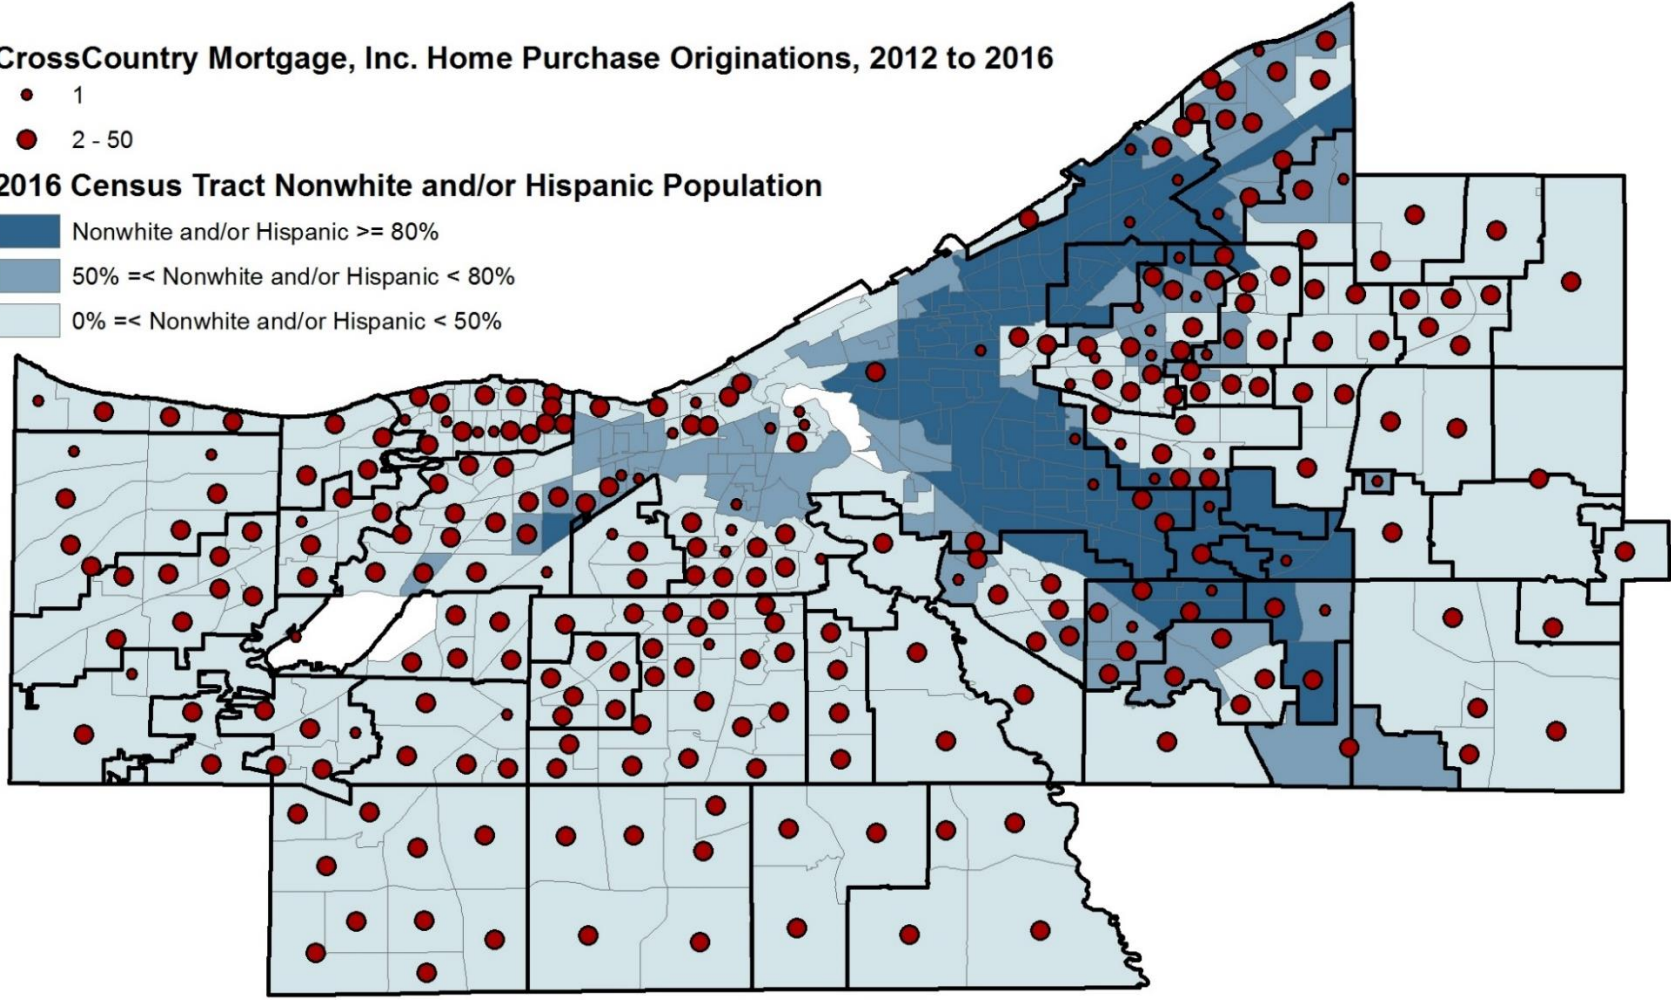 CrossCountry Mortgage, Inc. Home Purchase Originations, 2012 to 2016
1
2 - 50
2016 Census Tract Nonwhite and/or Hispanic Population
Nonwhite and/or Hispanic >= 80%
50% =< Nonwhite and/or Hispanic < 80%
0% =< Nonwhite and/or Hispanic < 50%